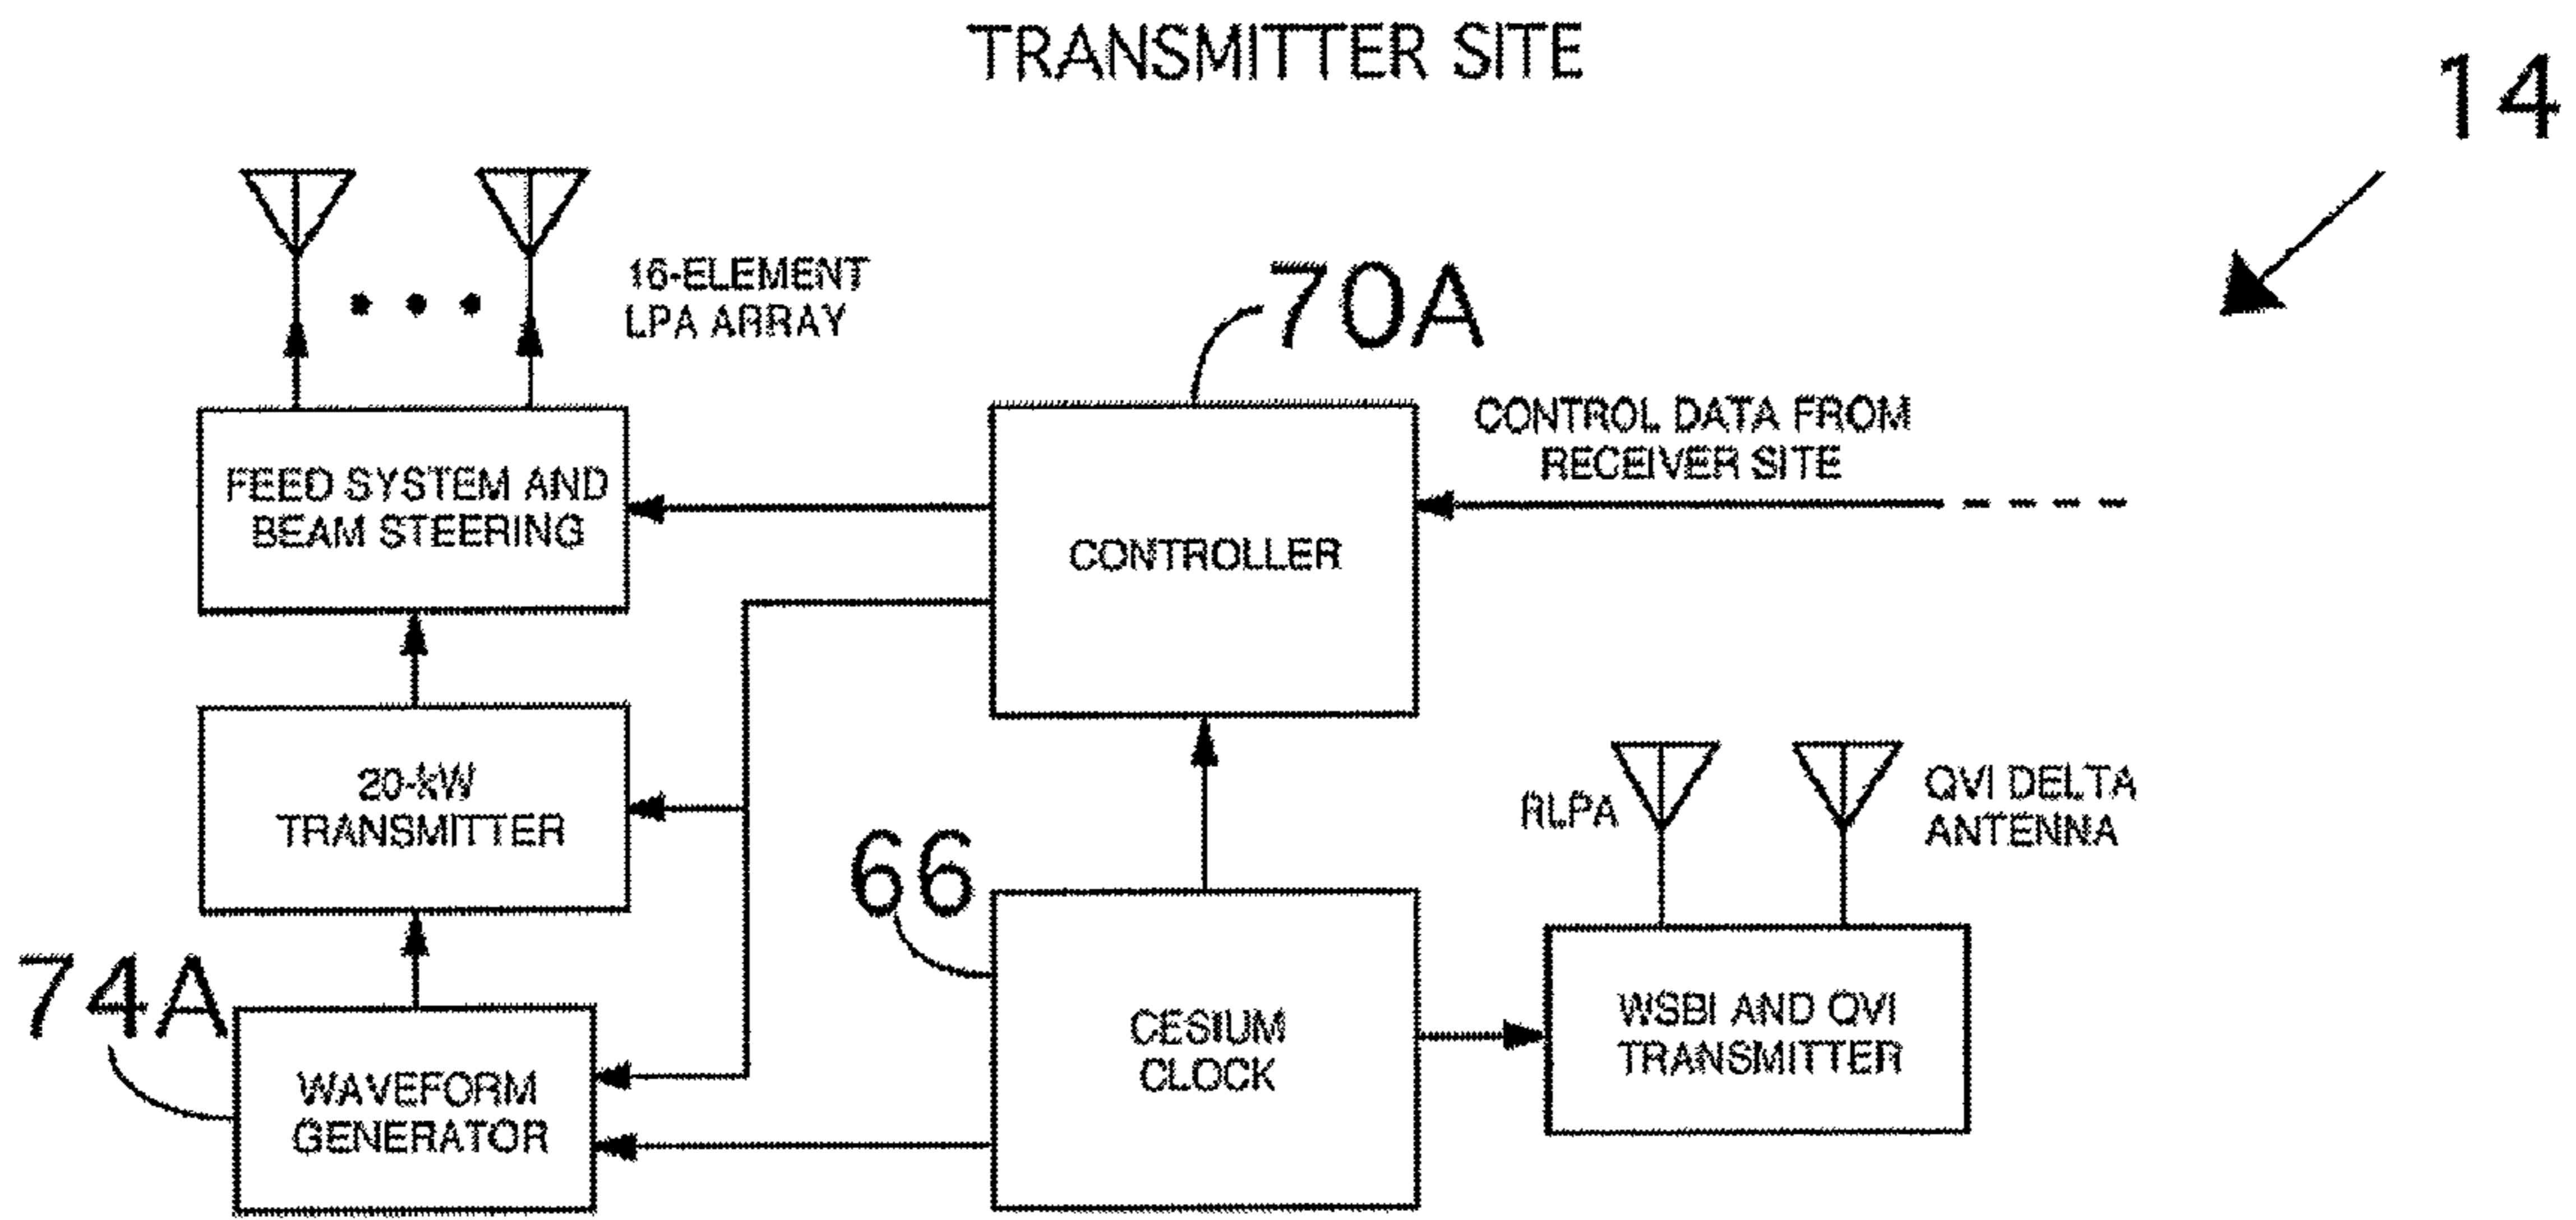 TRANSMITTER SITE
14
16-ELEMENT
LPA ARRAY
70A
CONTROL DATA FROM
RECEIVER SITE
FEED SYSTEM AND
BEAM STEERING
CONTROLLER
20-kW
TRANSMITTER
RLPA
QVI DELTA
ANTENNA
66
74A
WAVEFORM
GENERATOR
CESIUM
CLOCK
WSBI AND QVI
TRANSMITTER